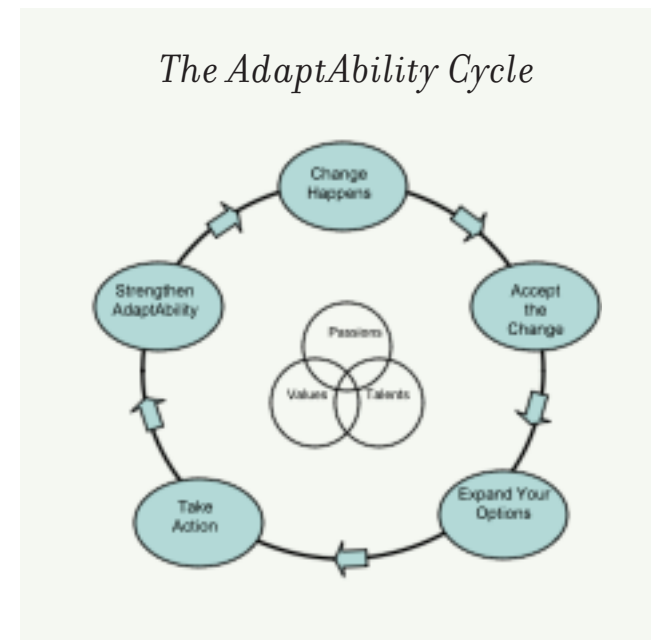 The AdaptAbility Cycle
Change
Happens
Accept
the
Change
Expand Your
Options
Take
Action
Strengthen
AdaptAbility
Passions
Values
Talents